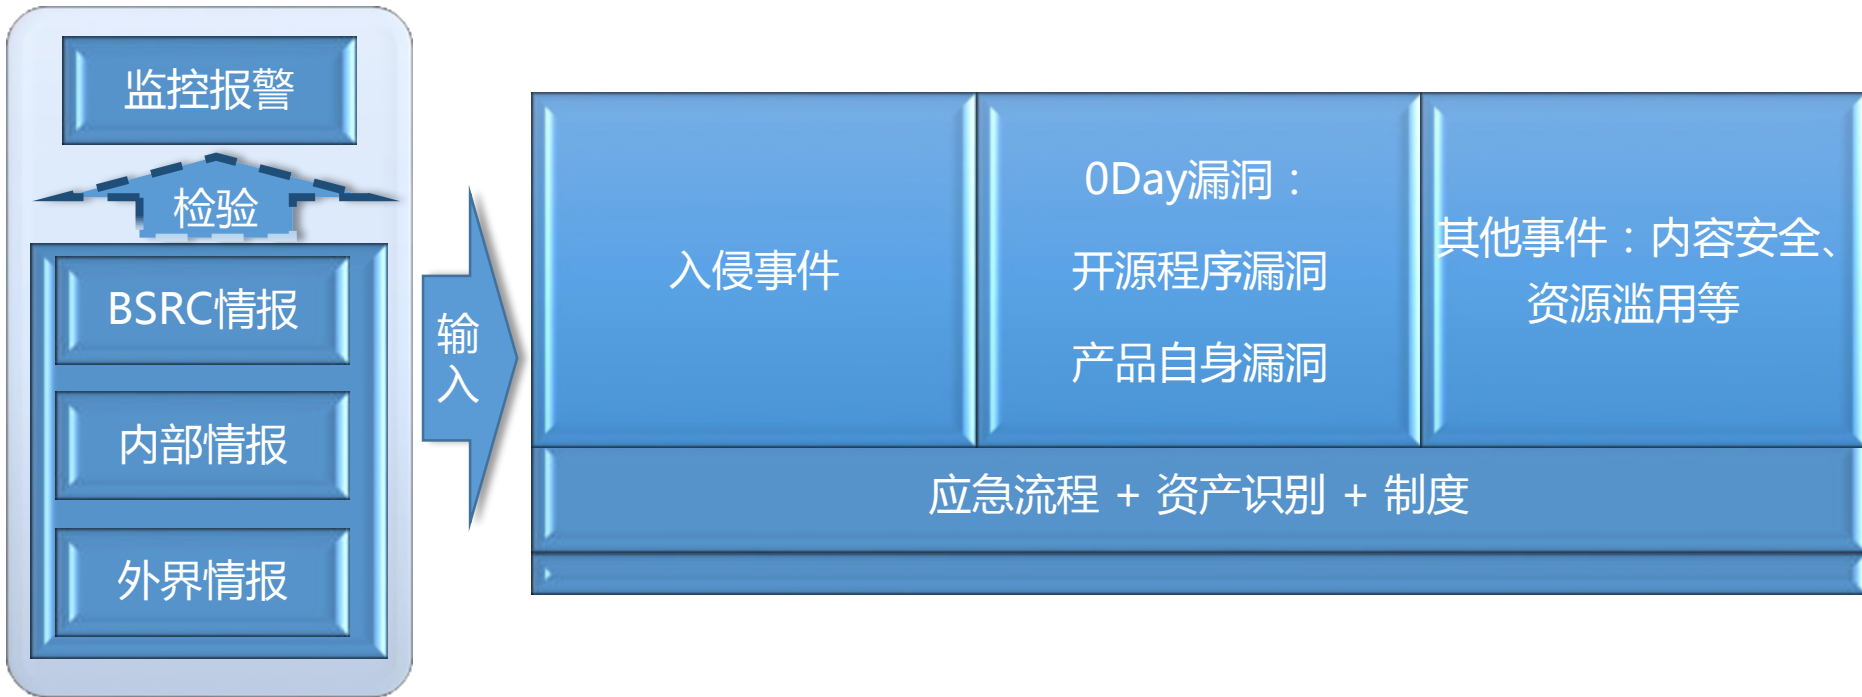 监控报警
检验
BSRC情报
内部情报
外界情报
输
入
入侵事件
0Day漏洞：
开源程序漏洞
产品自身漏洞
其他事件：内容安全、
资源滥用等
应急流程 + 资产识别 + 制度